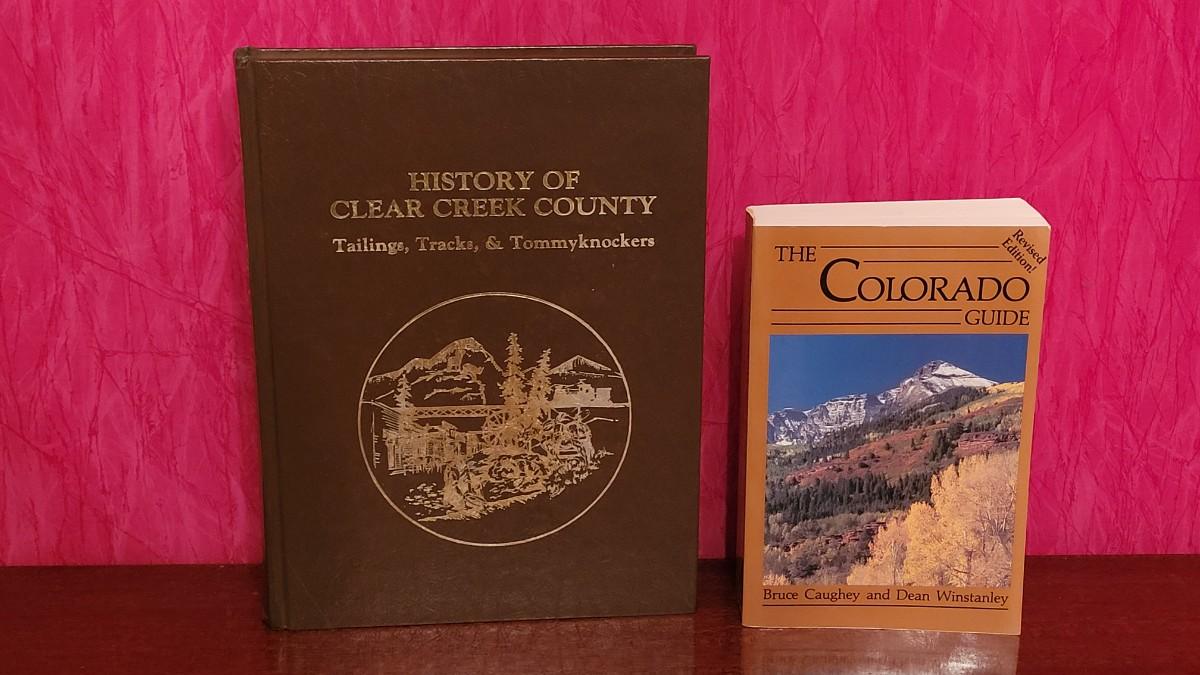 HISTORY OF
CLEAR CREEK COUNTY
Tailings, Tracks, & Tommyknockers
THE
COLORADO
GUIDE
Revised
Edition!
Bruce Caughey and Dean Winstanley